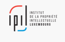 ipil
INSTITUT
DE LA PROPRIÉTÉ
INTELLECTUELLE
LUXEMBOURG